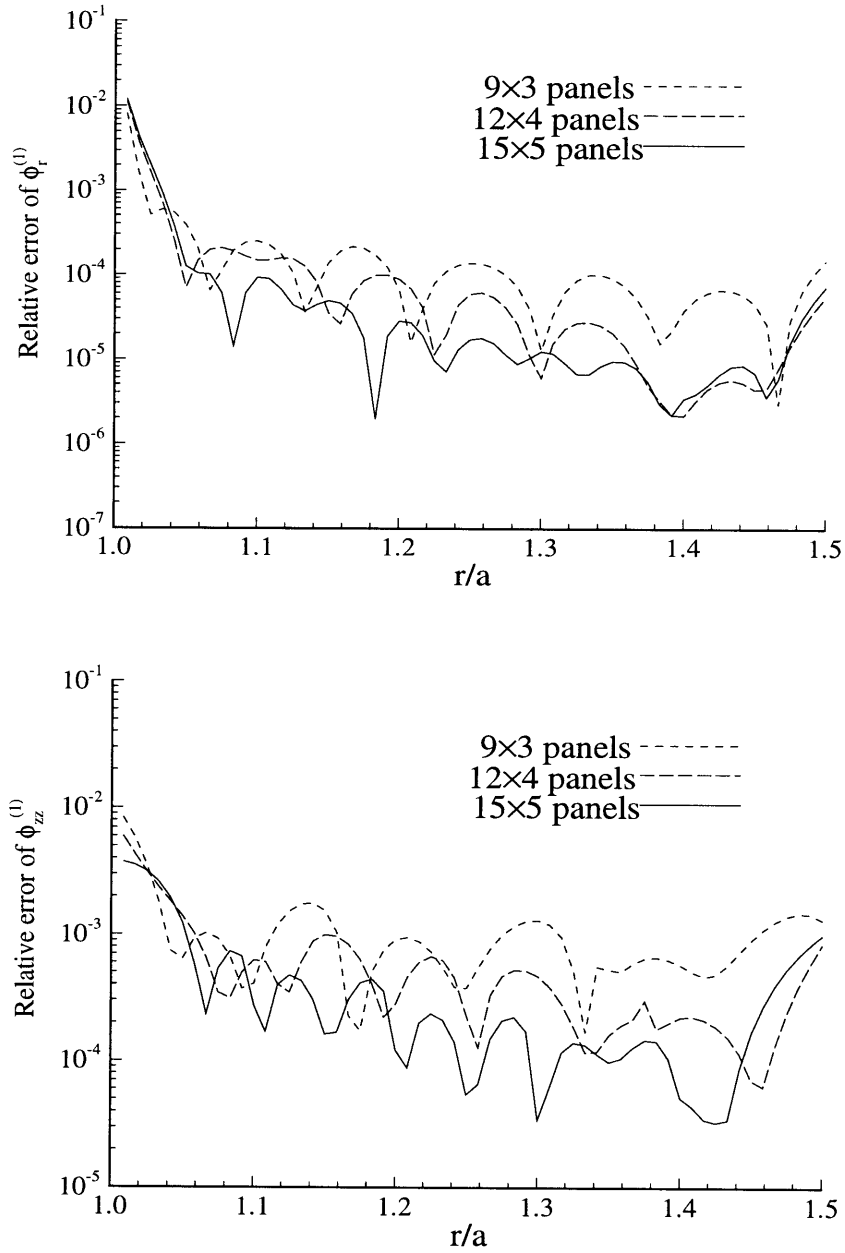 10^-1
9×3 panels
12×4 panels
15×5 panels
10^-2
10^-3
10^-4
10^-5
10^-6
10^-7
Relative error of ϕ_r^(1)
1.0 1.1 1.2 1.3 1.4 1.5
r/a
10^-1
9×3 panels
12×4 panels
15×5 panels
10^-2
10^-3
10^-4
10^-5
Relative error of ϕ_zz^(1)
1.0 1.1 1.2 1.3 1.4 1.5
r/a